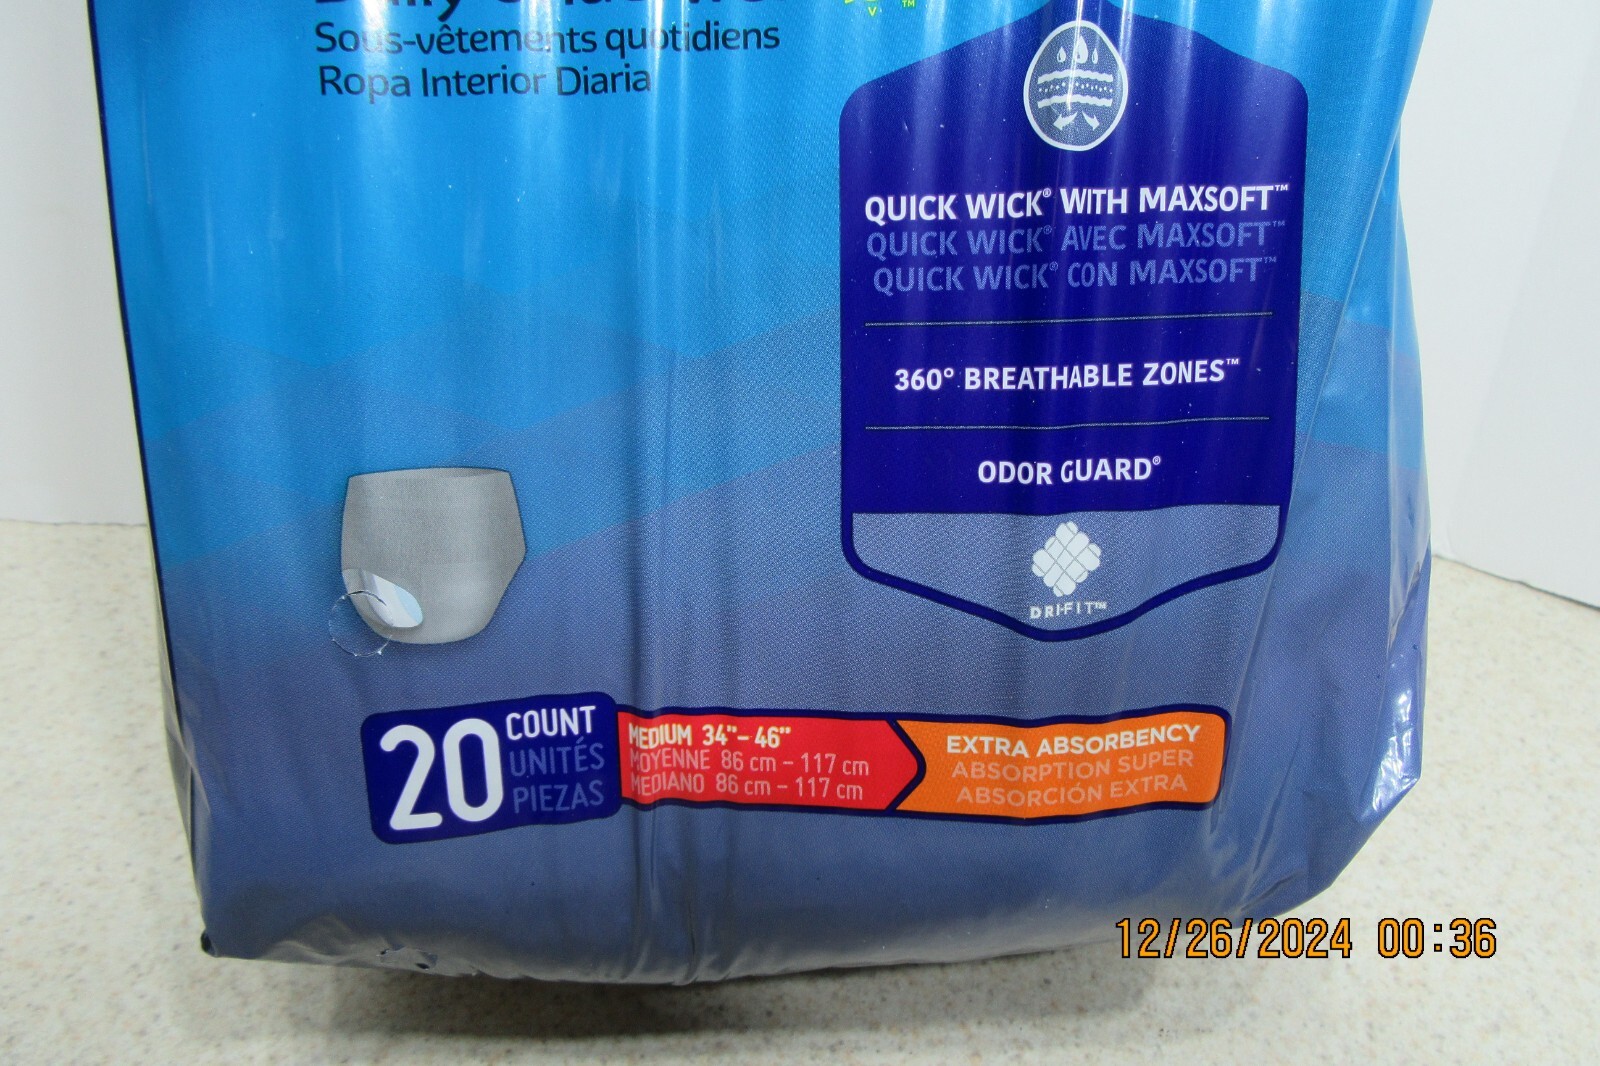 Daily
Sous-vêtements quotidiens
Ropa Interior Diaria
QUICK WICK® WITH MAXSOFT™
QUICK WICK® AVEC MAXSOFT™
QUICK WICK® CON MAXSOFT™
360° BREATHABLE ZONES™
ODOR GUARD®
DRI-FIT™
20 COUNT
UNITÉS
PIEZAS
MEDIUM 34"- 46"
MOYENNE 86 cm - 117 cm
MEDIANO 86 cm - 117 cm
EXTRA ABSORBENCY
ABSORPTION SUPER
ABSORCIÓN EXTRA
12/26/2024 00:36